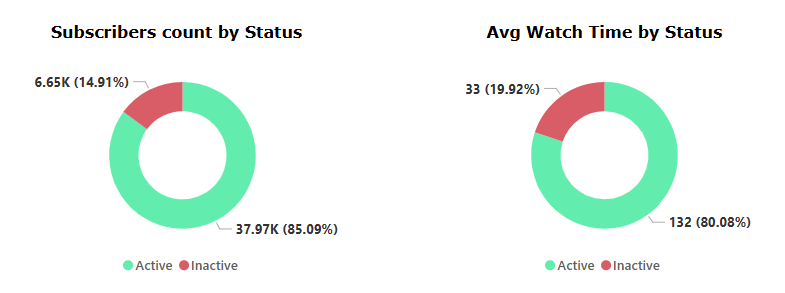 Subscribers count by Status
6.65K (14.91%)
37.97K (85.09%)
Active Inactive
Avg Watch Time by Status
33 (19.92%)
132 (80.08%)
Active Inactive